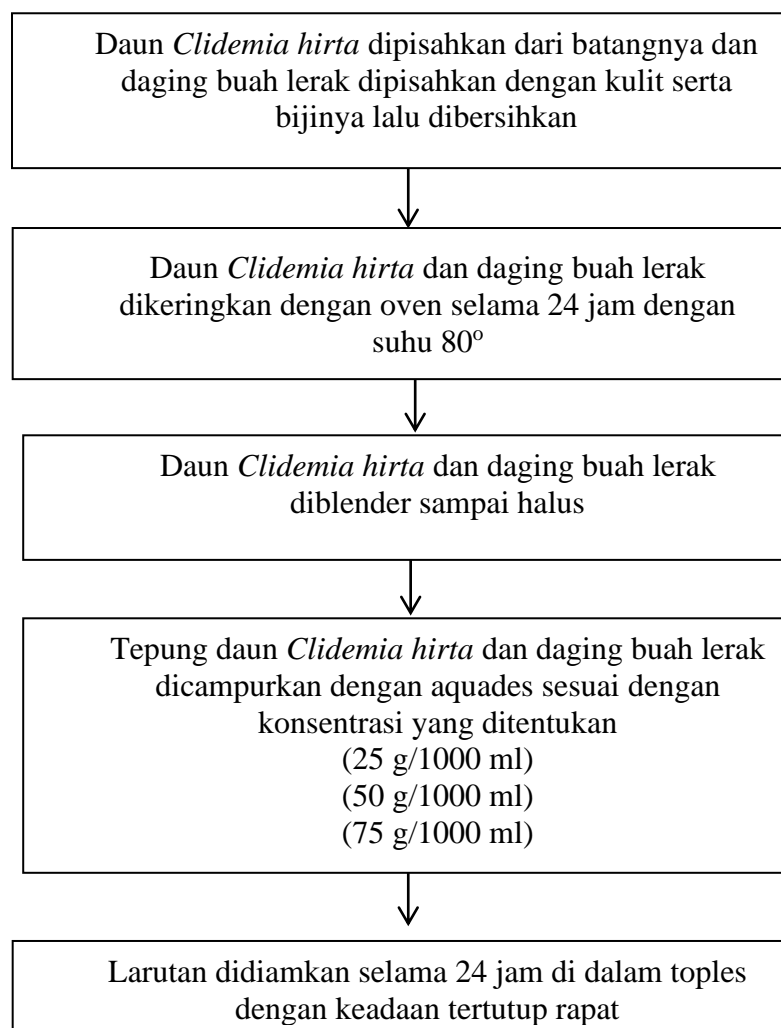 Daun Clidemia hirta dipisahkan dari batangnya dan
daging buah lerak dipisahkan dengan kulit serta
bijinya lalu dibersihkan
Daun Clidemia hirta dan daging buah lerak
dikeringkan dengan oven selama 24 jam dengan
suhu 80º
Daun Clidemia hirta dan daging buah lerak
diblender sampai halus
Tepung daun Clidemia hirta dan daging buah lerak
dicampurkan dengan aquades sesuai dengan
konsentrasi yang ditentukan
(25 g/1000 ml)
(50 g/1000 ml)
(75 g/1000 ml)
Larutan didiamkan selama 24 jam di dalam toples
dengan keadaan tertutup rapat